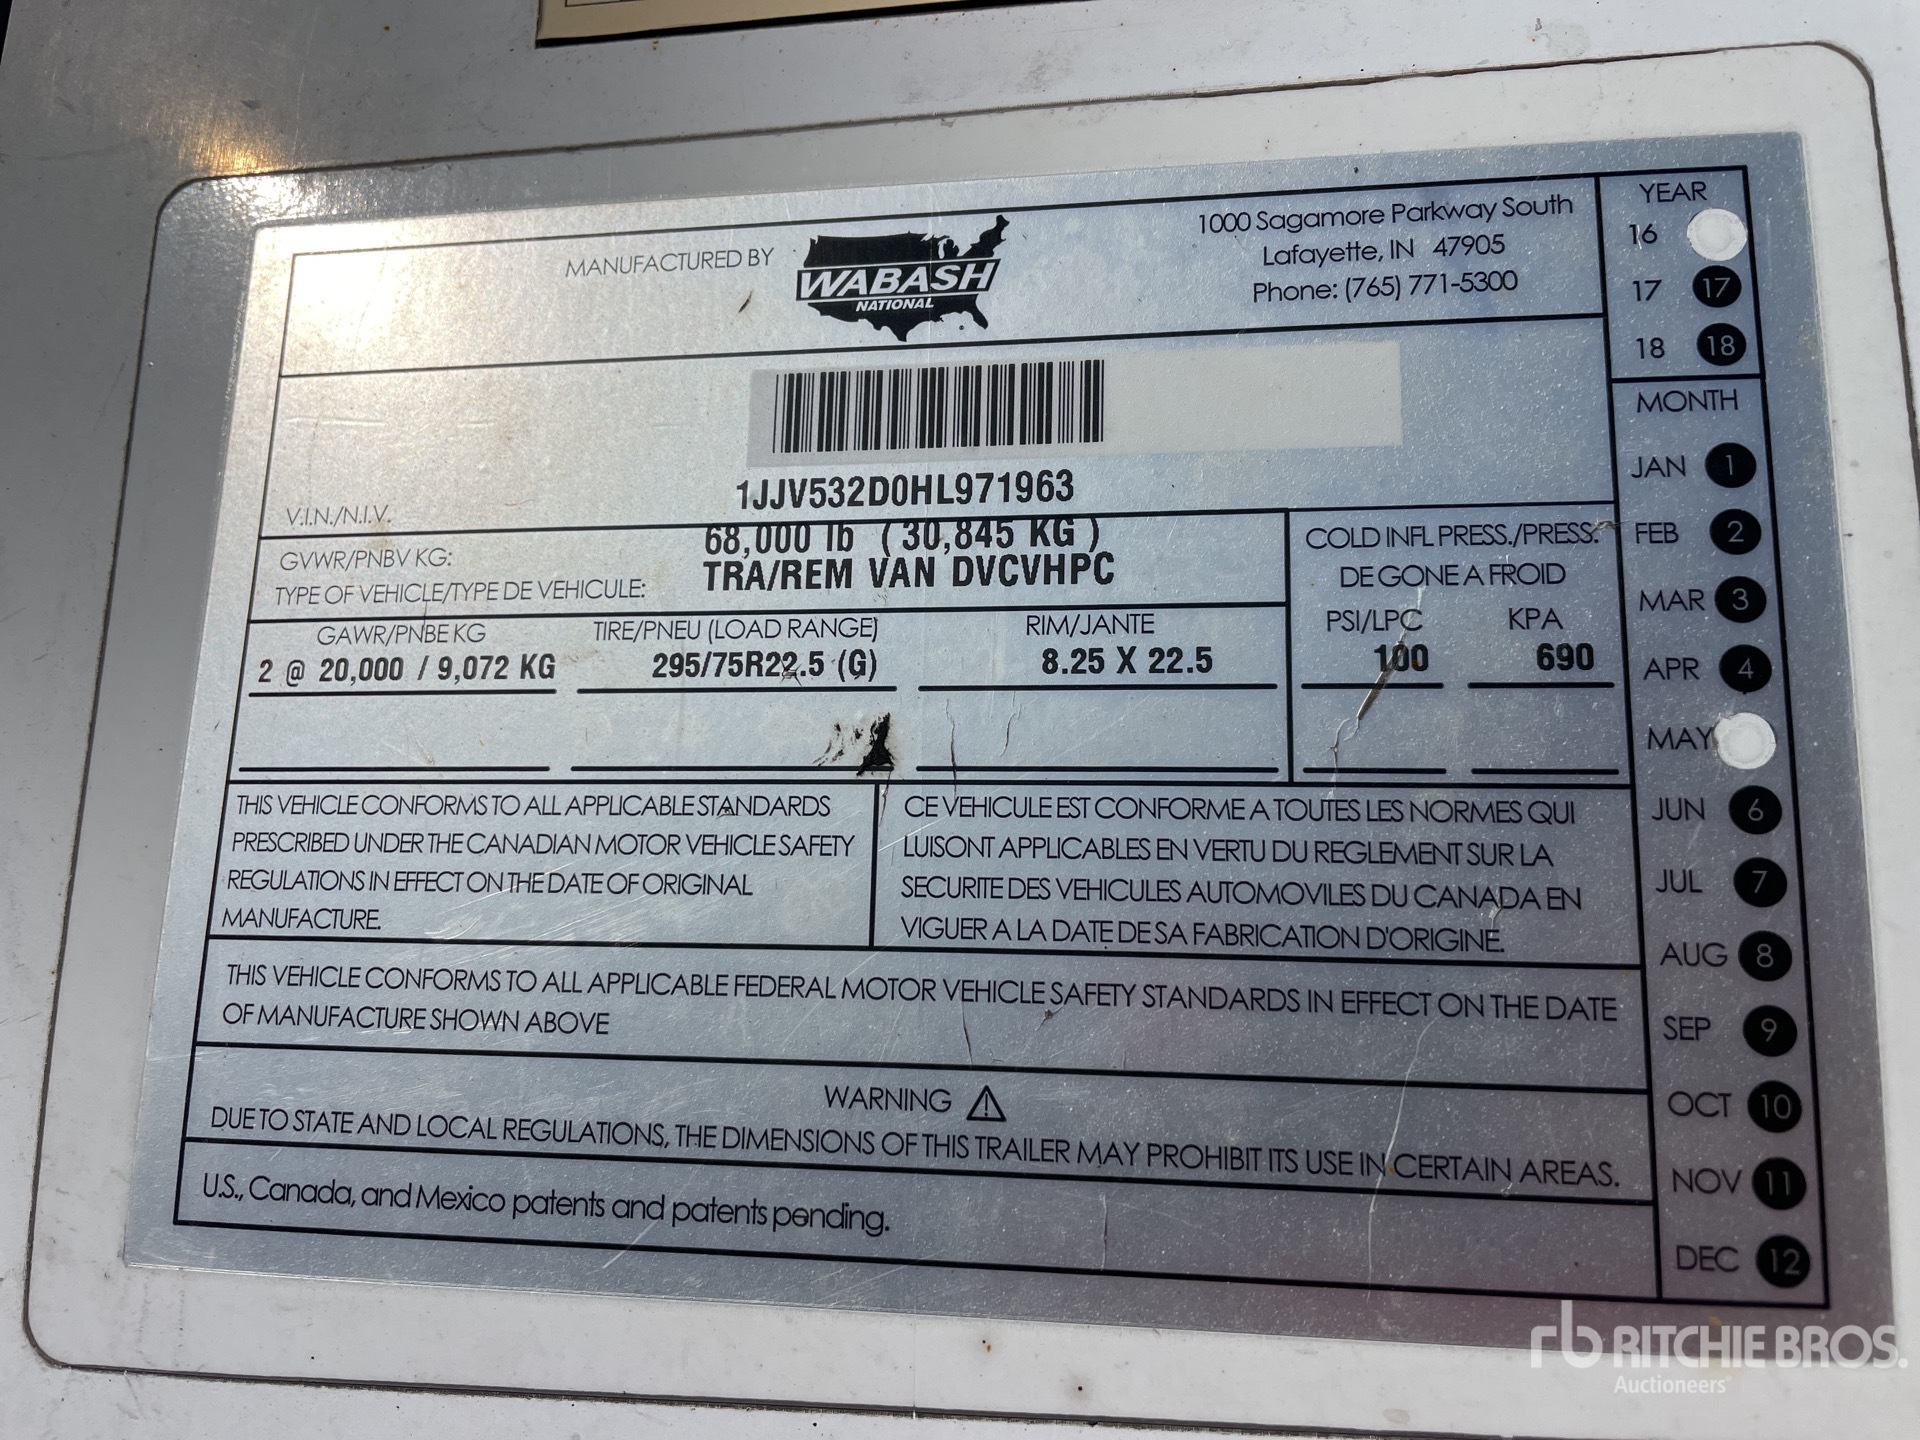 MANUFACTURED BY
WABASH
NATIONAL
1000 Sagamore Parkway South
Lafayette, IN 47905
Phone: (765) 771-5300
YEAR
16
17 17
18 18
MONTH
JAN 1
FEB 2
MAR 3
APR 4
MAY
JUN 6
JUL 7
AUG 8
SEP 9
OCT 10
NOV 11
DEC 12
V.I.N./N.I.V.
1JJV532D0HL971963
GVWR/PNBV KG:
68,000 lb ( 30,845 KG )
TYPE OF VEHICLE/TYPE DE VEHICULE:
TRA/REM VAN DVCVHPC
COLD INFL PRESS./PRESS.
DE GONE A FROID
GAWR/PNBE KG TIRE/PNEU (LOAD RANGE) RIM/JANTE PSI/LPC KPA
2 @ 20,000 / 9,072 KG 295/75R22.5 (G) 8.25 X 22.5 100 690
THIS VEHICLE CONFORMS TO ALL APPLICABLE STANDARDS
PRESCRIBED UNDER THE CANADIAN MOTOR VEHICLE SAFETY
REGULATIONS IN EFFECT ON THE DATE OF ORIGINAL
MANUFACTURE.
CE VEHICULE EST CONFORME A TOUTES LES NORMES QUI
LUISONT APPLICABLES EN VERTU DU REGLEMENT SUR LA
SECURITE DES VEHICULES AUTOMOVILES DU CANADA EN
VIGUER A LA DATE DE SA FABRICATION D'ORIGINE.
THIS VEHICLE CONFORMS TO ALL APPLICABLE FEDERAL MOTOR VEHICLE SAFETY STANDARDS IN EFFECT ON THE DATE
OF MANUFACTURE SHOWN ABOVE
WARNING
DUE TO STATE AND LOCAL REGULATIONS, THE DIMENSIONS OF THIS TRAILER MAY PROHIBIT ITS USE IN CERTAIN AREAS.
U.S., Canada, and Mexico patents and patents pending.
rb RITCHIE BROS.
Auctioneers